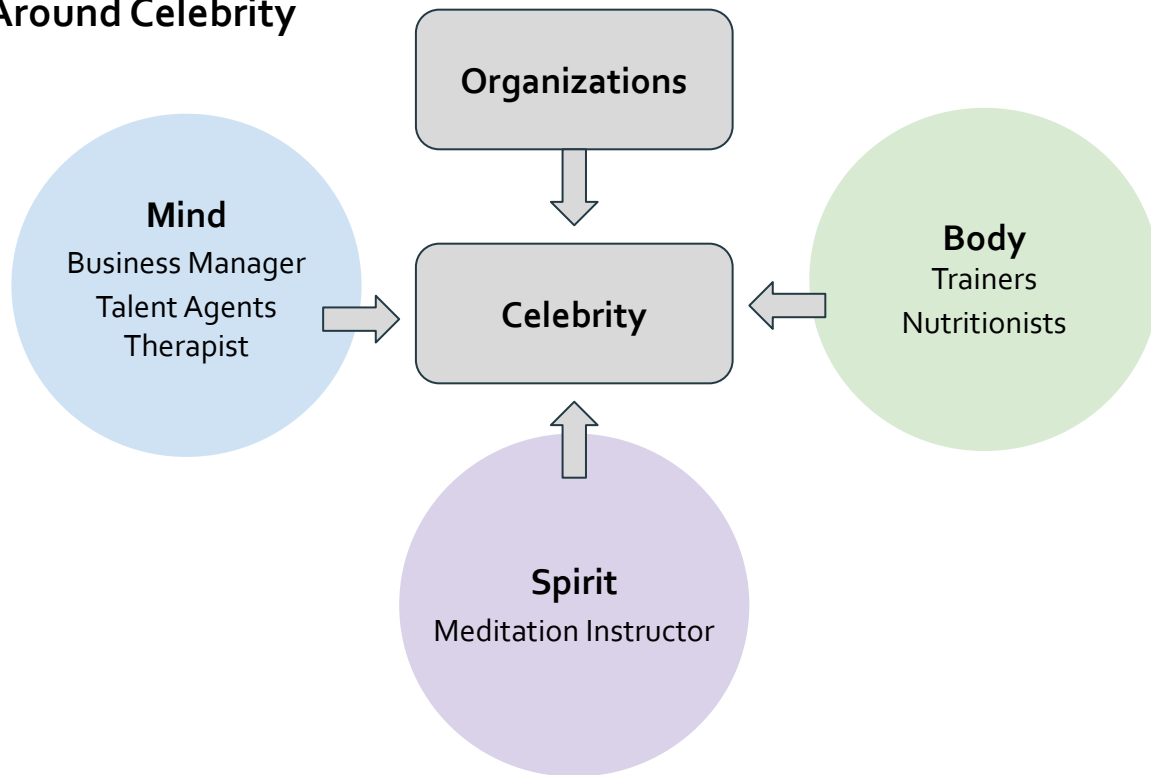 Around Celebrity
Organizations
Mind
Business Manager
Talent Agents
Therapist
Celebrity
Body
Trainers
Nutritionists
Spirit
Meditation Instructor